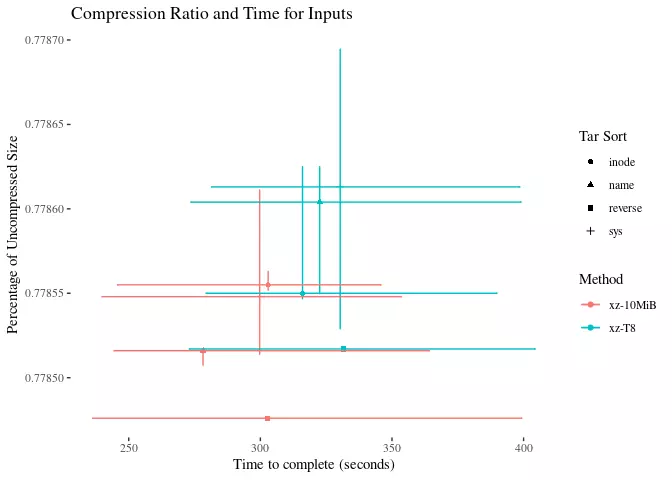 Compression Ratio and Time for Inputs
Percentage of Uncompressed Size
0.77870
0.77865
0.77860
0.77855
0.77850
250
300
350
400
Time to complete (seconds)
Tar Sort
inode
name
reverse
sys
Method
xz-10MiB
xz-T8